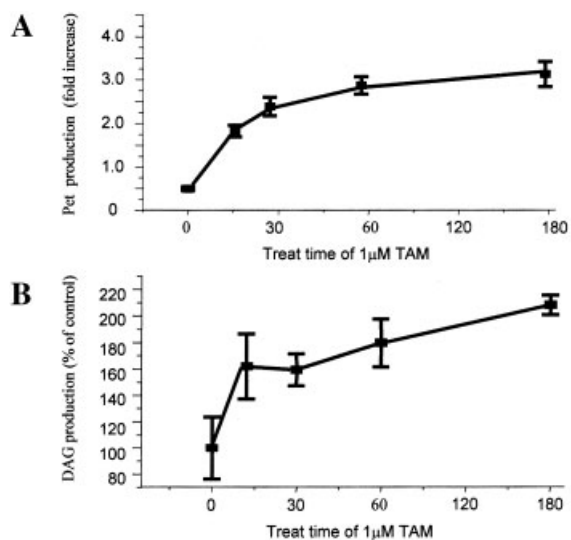 A
Pet production (fold increase)
4.0
3.0
2.0
1.0
0
0 30 60 120 180
Treat time of 1μM TAM
B
DAG production (% of control)
220
200
180
160
140
120
100
80
0 30 60 120 180
Treat time of 1μM TAM